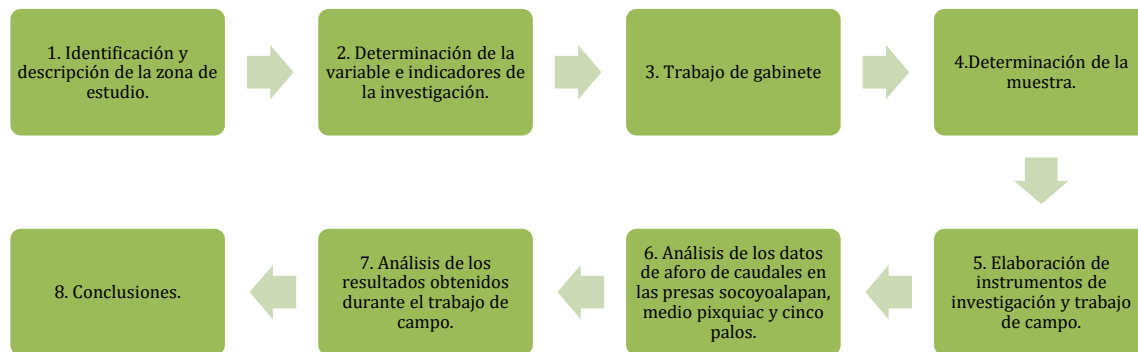 1. Identificación y
descripción de la zona de
estudio.
2. Determinación de la
variable e indicadores de
la investigación.
3. Trabajo de gabinete
4.Determinación de la
muestra.
5. Elaboración de
instrumentos de
investigación y trabajo
de campo.
6. Análisis de los datos
de aforo de caudales en
las presas socoyoalapan,
medio pixquiac y cinco
palos.
7. Análisis de los
resultados obtenidos
durante el trabajo de
campo.
8. Conclusiones.